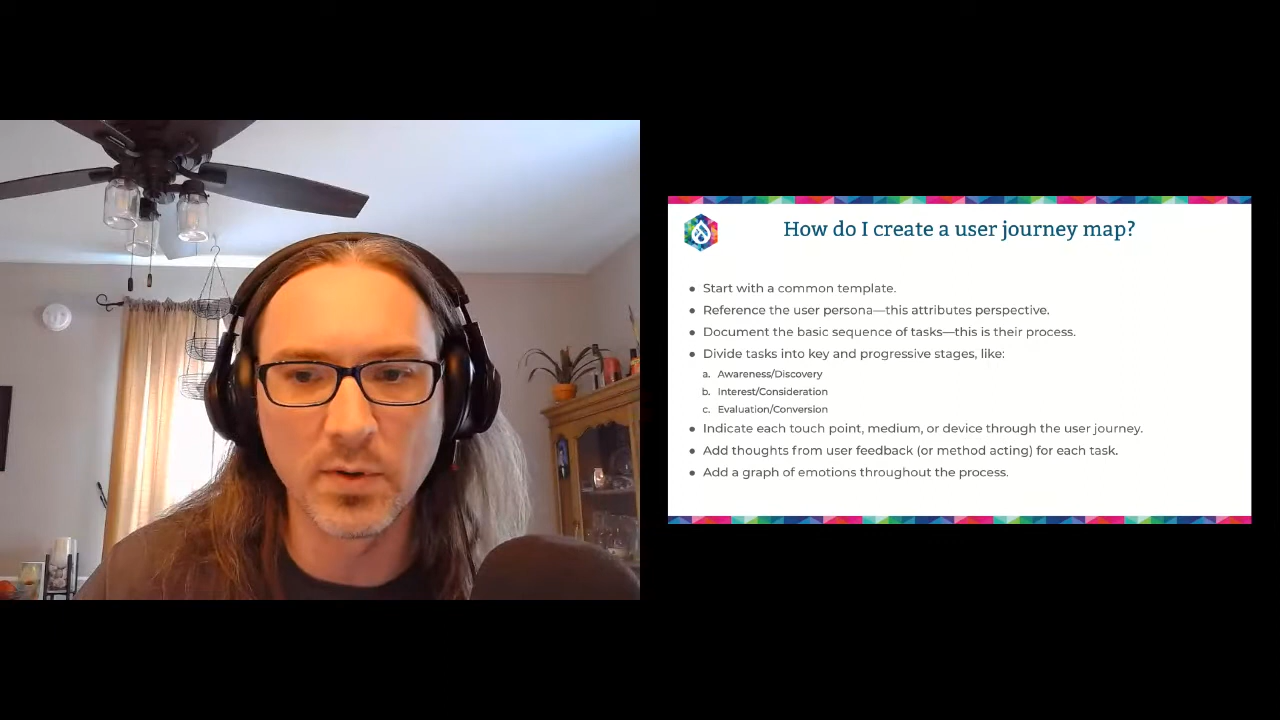 How do I create a user journey map?
● Start with a common template.
● Reference the user persona—this attributes perspective.
● Document the basic sequence of tasks—this is their process.
● Divide tasks into key and progressive stages, like:
a. Awareness/Discovery
b. Interest/Consideration
c. Evaluation/Conversion
● Indicate each touch point, medium, or device through the user journey.
● Add thoughts from user feedback (or method acting) for each task.
● Add a graph of emotions throughout the process.